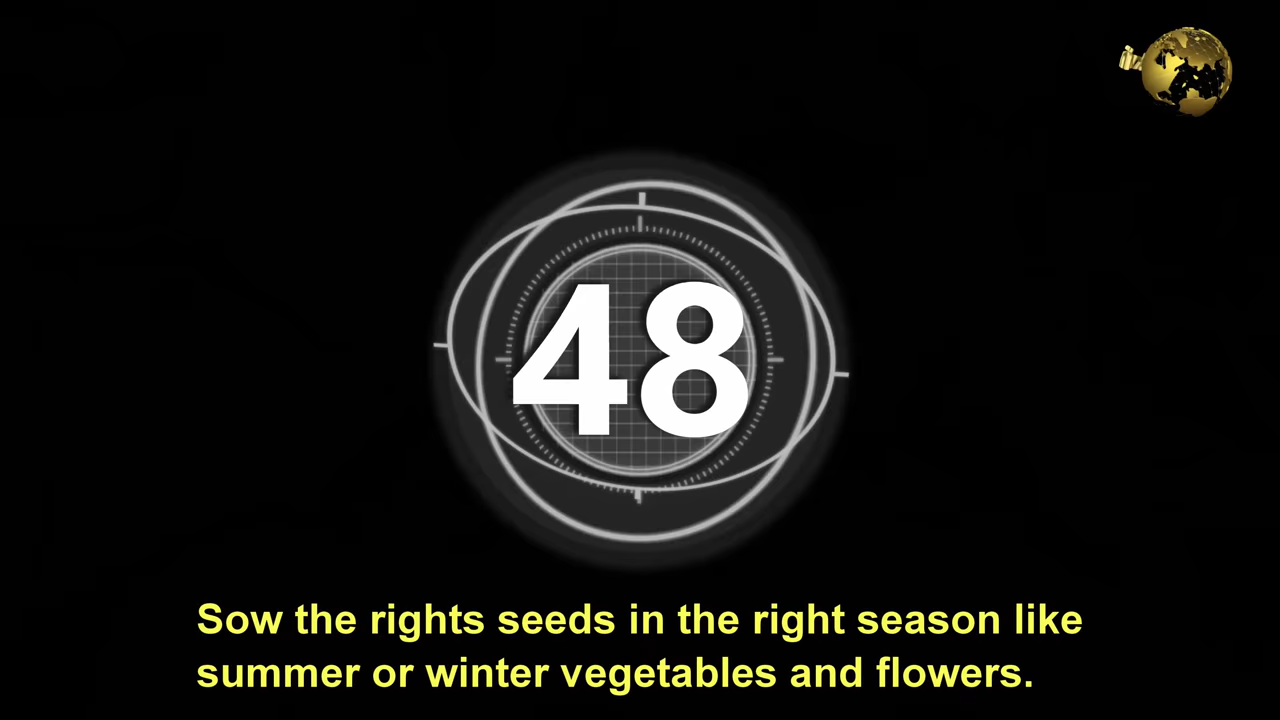 48
Sow the rights seeds in the right season like
summer or winter vegetables and flowers.